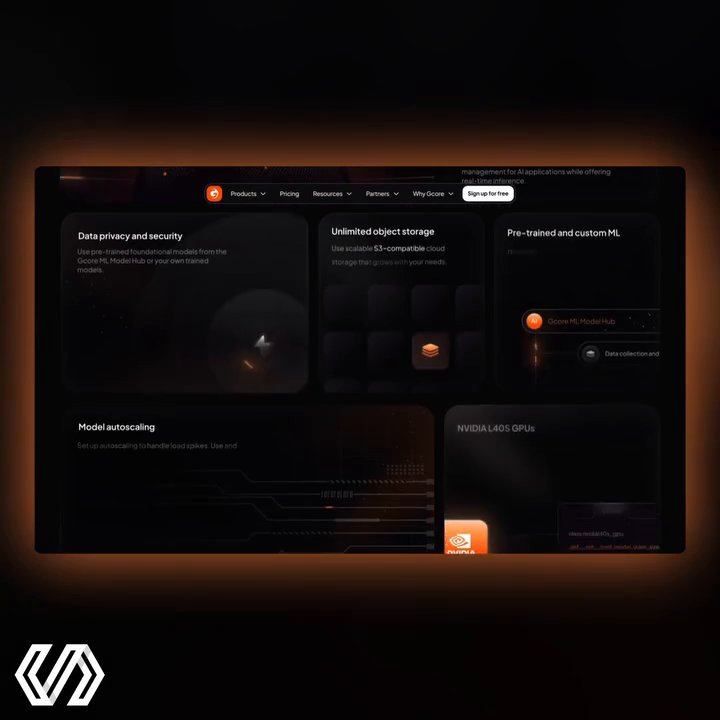 management for AI applications while offering
real-time inference.
Products
Pricing
Resources
Partners
Why Gcore
Sign up for free
Data privacy and security
Use pre-trained foundational models from the
Gcore ML Model Hub or your own trained
models.
Unlimited object storage
Use scalable S3-compatible cloud
storage that grows with your needs.
Pre-trained and custom ML
AI
Gcore ML Model Hub
Data collection and
Model autoscaling
Set up autoscaling to handle load spikes. Use and
NVIDIA L40S GPUs
NVIDIA